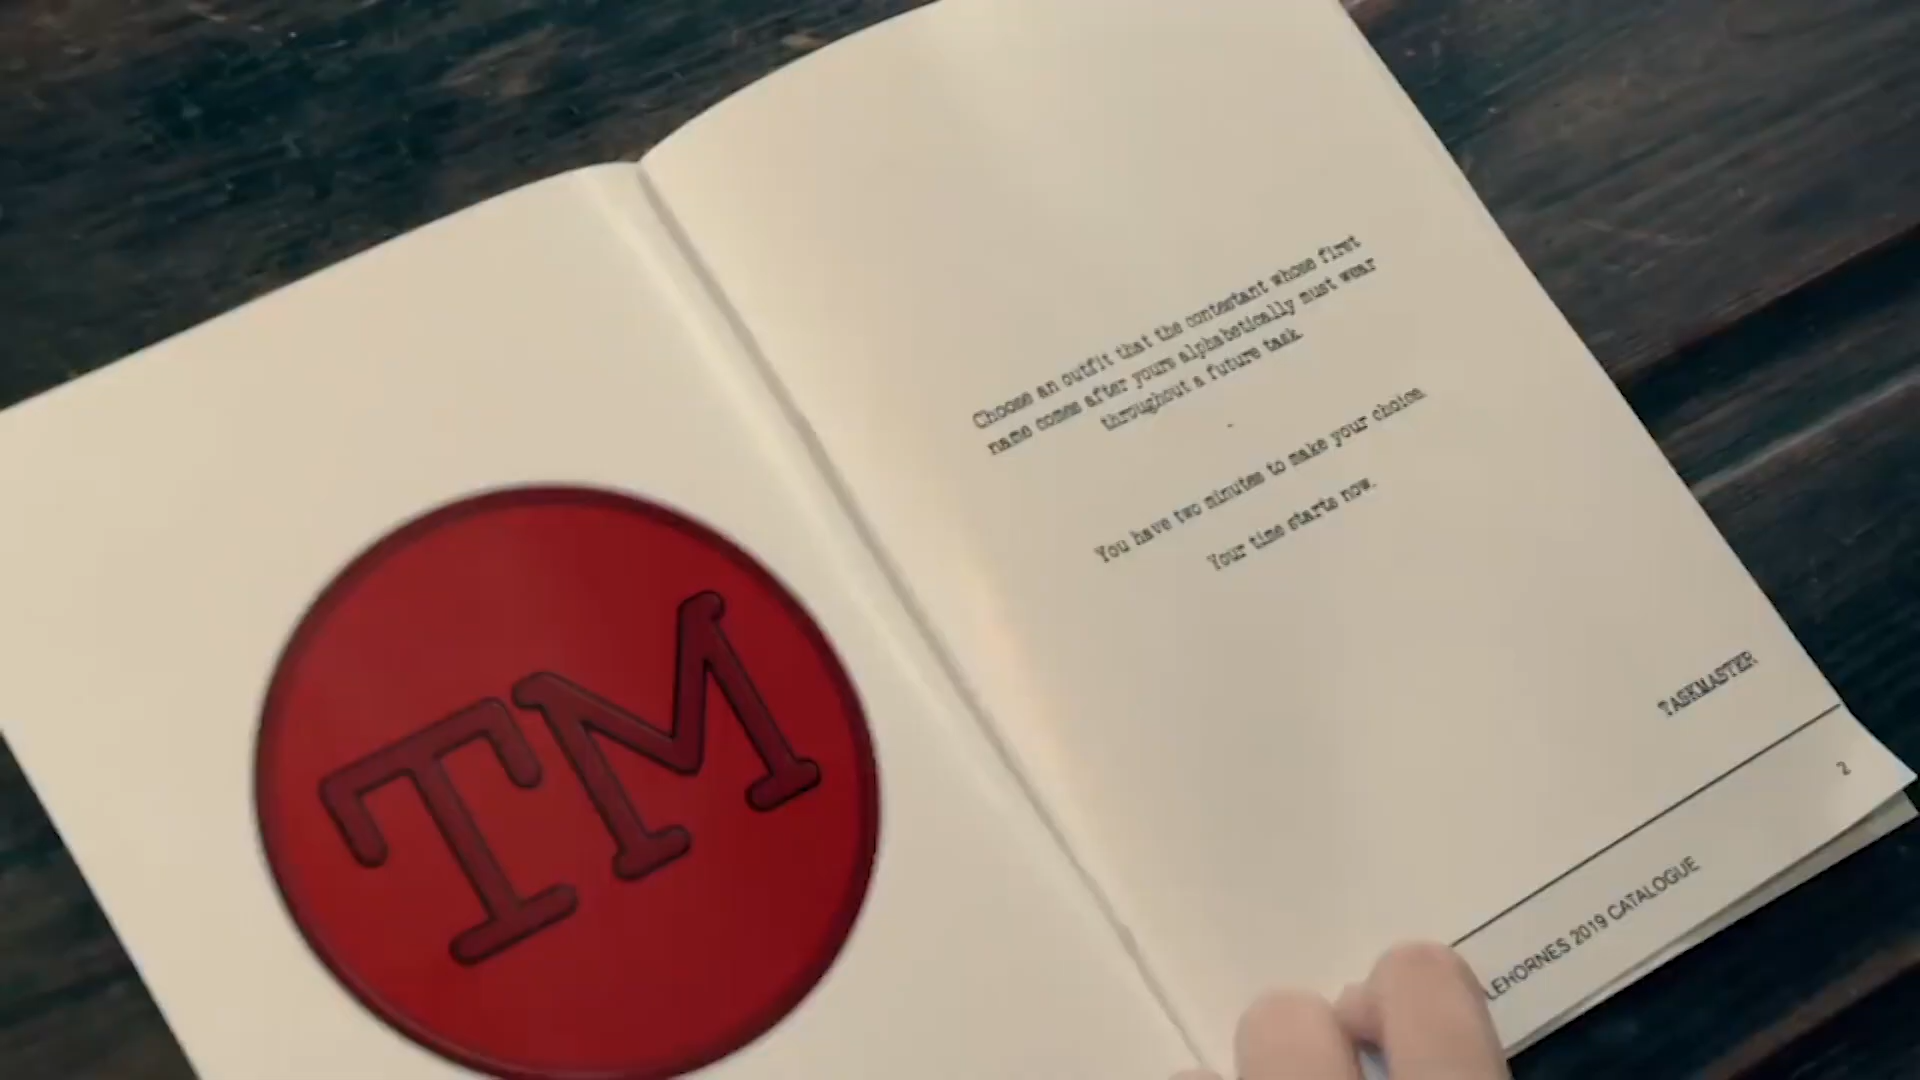 TM
Choose an outfit that the contestant whose first
name comes after yours alphabetically must wear
throughout a future task.
You have two minutes to make your choice.
Your time starts now.
TASKMASTER
2
LEHORNES 2019 CATALOGUE